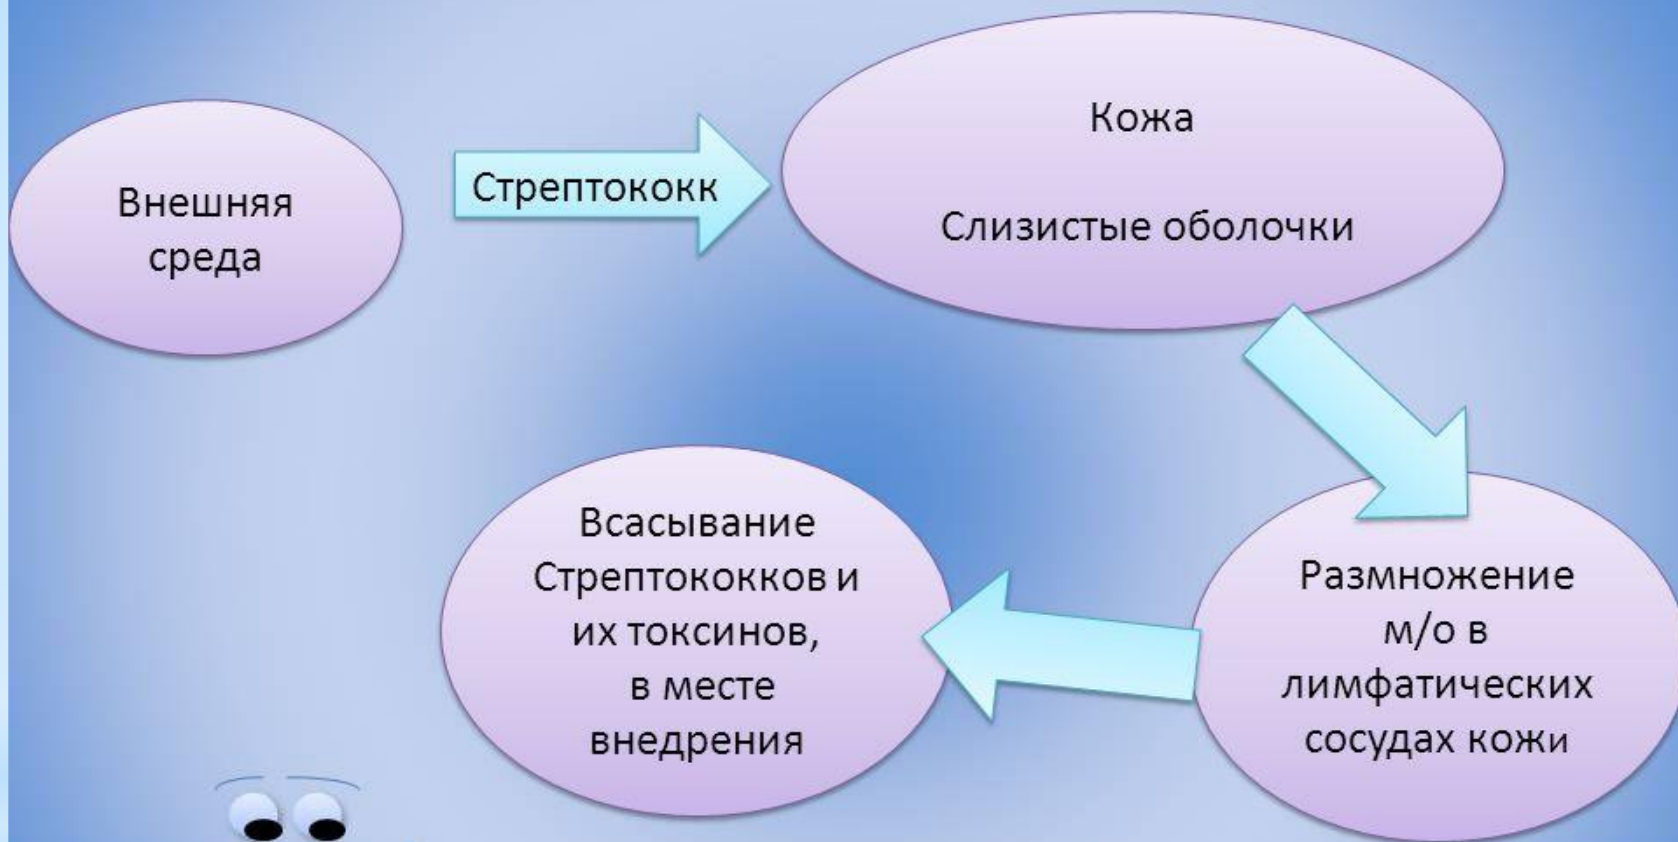 Внешняя
среда
Стрептококк
Кожа
Слизистые оболочки
Размножение
м/о в
лимфатических
сосудах кожи
Всасывание
Стрептококков и
их токсинов,
в месте
внедрения